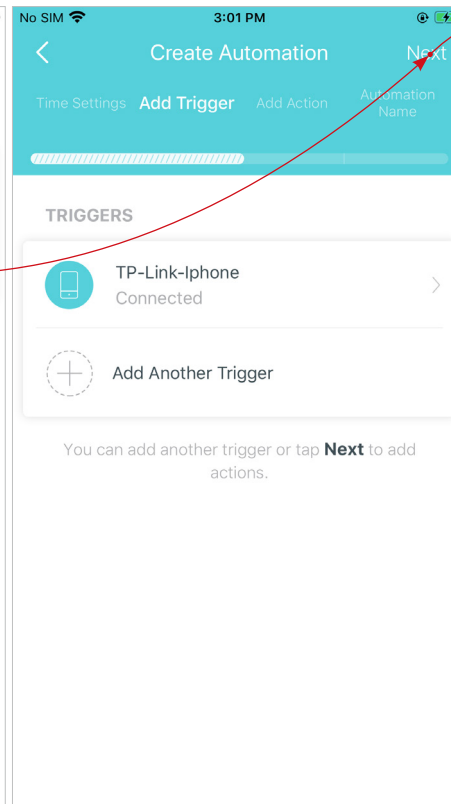 No SIM 3:01 PM
Create Automation Next
Time Settings Add Trigger Add Action Automation
Name
TRIGGERS
TP-Link-Iphone
Connected
Add Another Trigger
You can add another trigger or tap Next to add
actions.